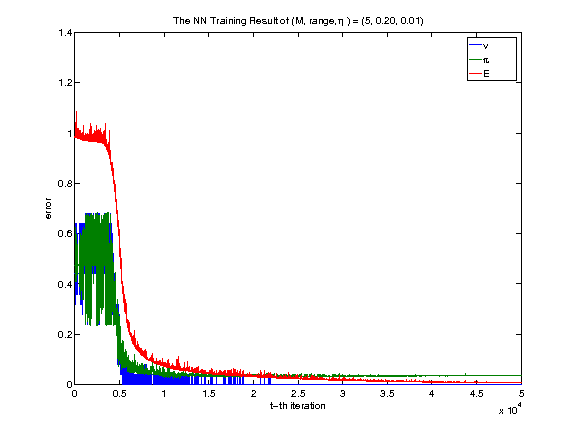 The NN Training Result of (M, range, η ) = (5, 0.20, 0.01)
1.4
1.2
1
0.8
0.6
0.4
0.2
0
error
ν
π
E
0 0.5 1 1.5 2 2.5 3 3.5 4 4.5 5
t−th iteration
x 10⁴